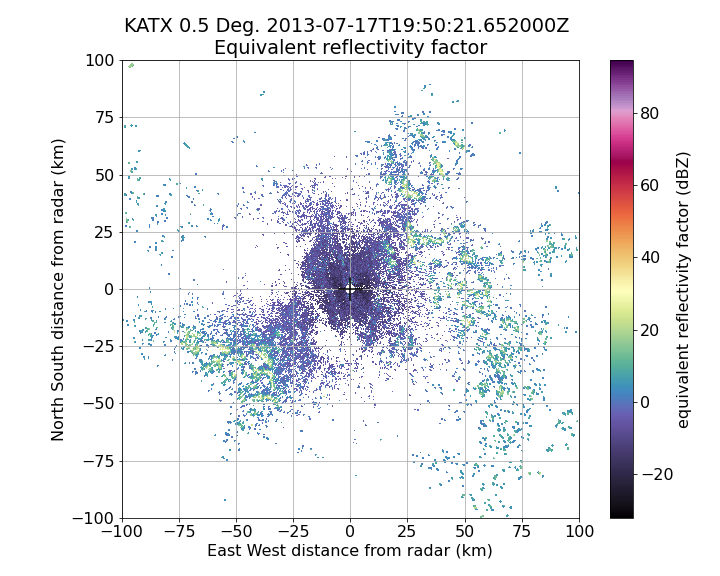 KATX 0.5 Deg. 2013-07-17T19:50:21.652000Z
Equivalent reflectivity factor
North South distance from radar (km)
100
75
50
25
0
−25
−50
−75
−100
−100 −75 −50 −25 0 25 50 75 100
East West distance from radar (km)
80
60
40
20
0
−20
equivalent reflectivity factor (dBZ)